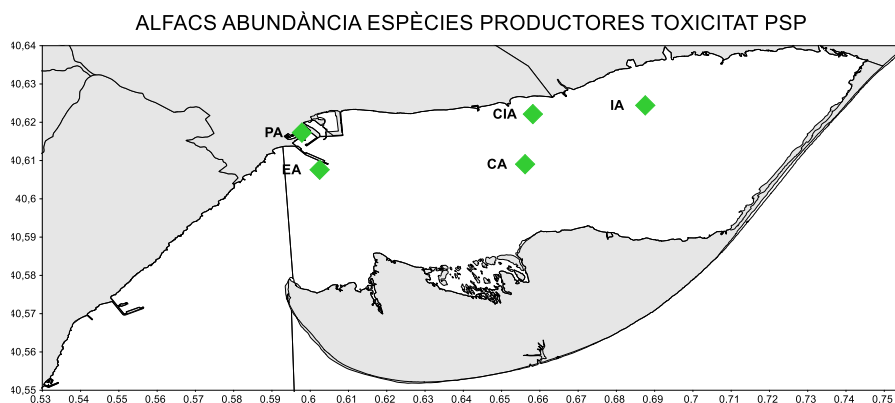 ALFACS ABUNDÀNCIA ESPÈCIES PRODUCTORES TOXICITAT PSP
40,64
40,63
40,62
40,61
40,6
40,59
40,58
40,57
40,56
40,55
CIA
IA
PA
CA
EA
0.53 0.54 0.55 0.56 0.57 0.58 0.59 0.6 0.61 0.62 0.63 0.64 0.65 0.66 0.67 0.68 0.69 0.7 0.71 0.72 0.73 0.74 0.75